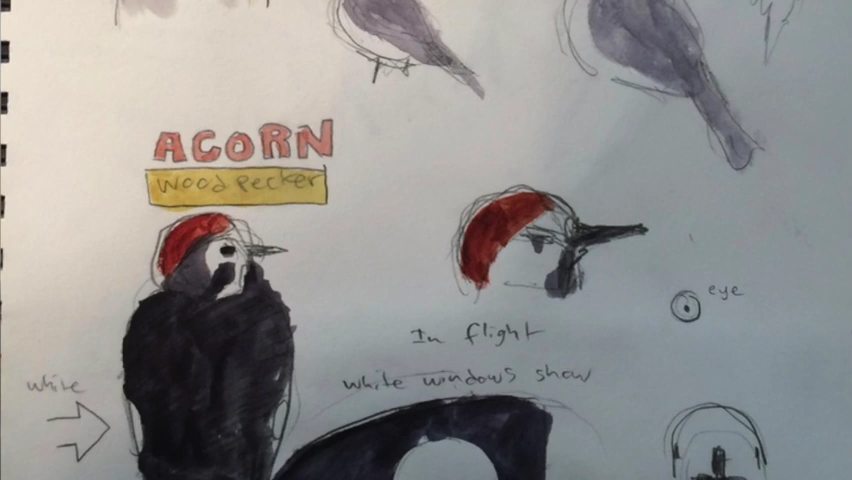 ACORN
woodpecker
eye
In flight
white windows show
white